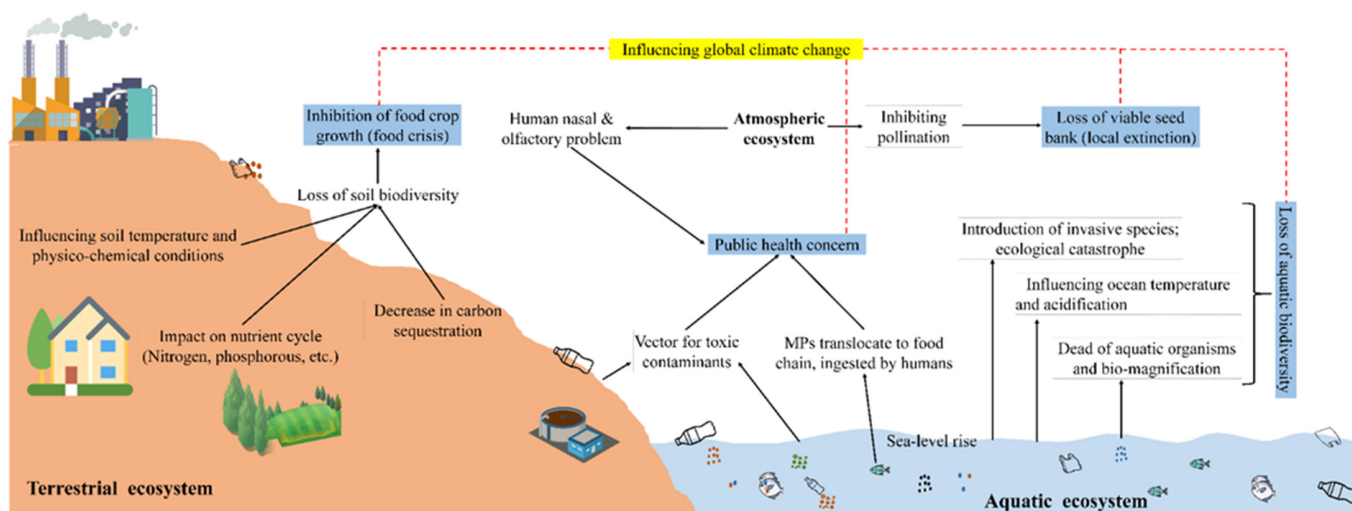 Influencing global climate change
Inhibition of food crop
growth (food crisis)
Human nasal &
olfactory problem
Atmospheric
ecosystem
Inhibiting
pollination
Loss of viable seed
bank (local extinction)
Loss of soil biodiversity
Influencing soil temperature and
physico-chemical conditions
Public health concern
Introduction of invasive species;
ecological catastrophe
Influencing ocean temperature
and acidification
Loss of aquatic biodiversity
Decrease in carbon
sequestration
Impact on nutrient cycle
(Nitrogen, phosphorous, etc.)
Vector for toxic
contaminants
MPs translocate to food
chain, ingested by humans
Dead of aquatic organisms
and bio-magnification
Sea-level rise
Terrestrial ecosystem
Aquatic ecosystem